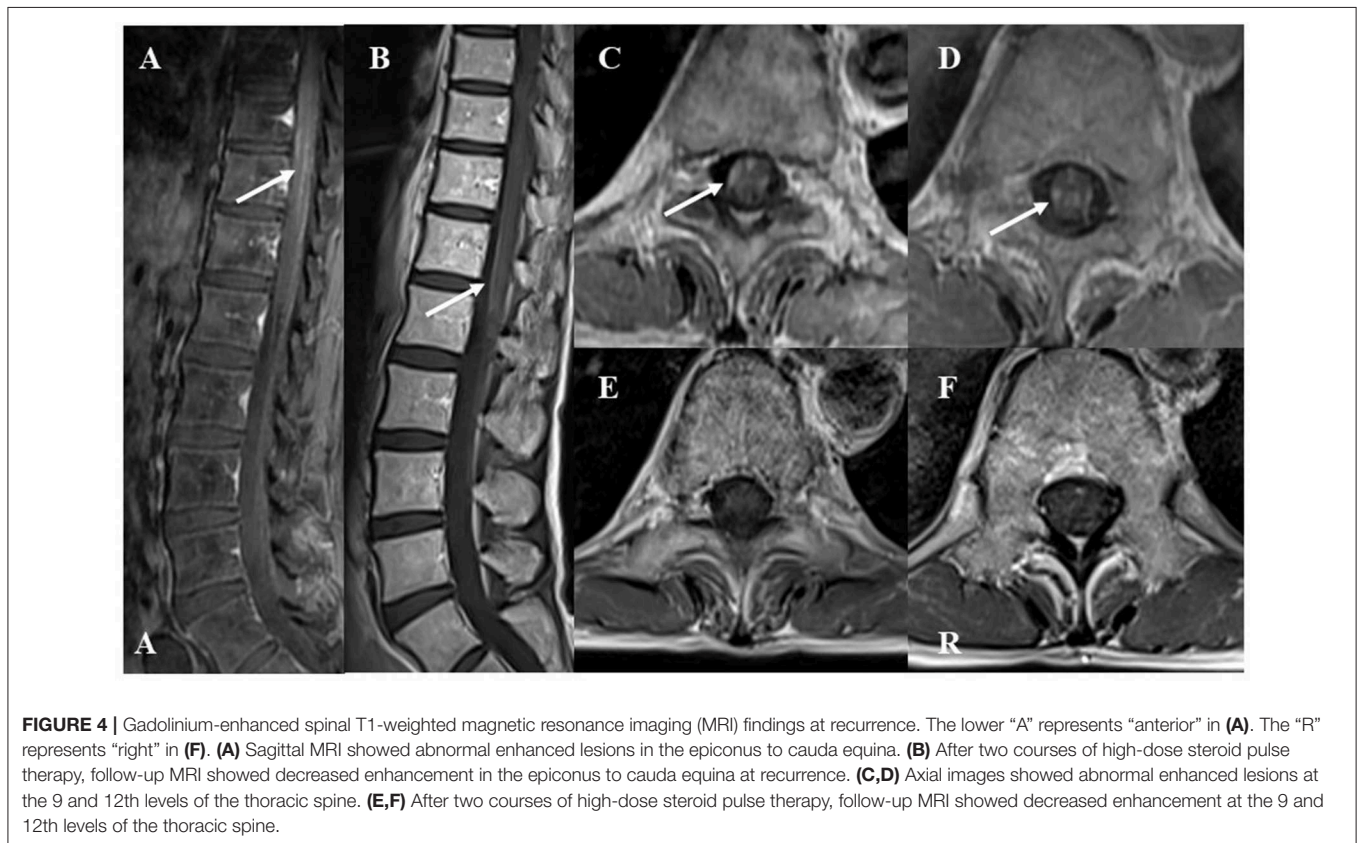 A B C D
E F
A R
FIGURE 4 | Gadolinium-enhanced spinal T1-weighted magnetic resonance imaging (MRI) findings at recurrence. The lower “A” represents “anterior” in (A). The “R”
represents “right” in (F). (A) Sagittal MRI showed abnormal enhanced lesions in the epiconus to cauda equina. (B) After two courses of high-dose steroid pulse
therapy, follow-up MRI showed decreased enhancement in the epiconus to cauda equina at recurrence. (C,D) Axial images showed abnormal enhanced lesions at
the 9 and 12th levels of the thoracic spine. (E,F) After two courses of high-dose steroid pulse therapy, follow-up MRI showed decreased enhancement at the 9 and
12th levels of the thoracic spine.